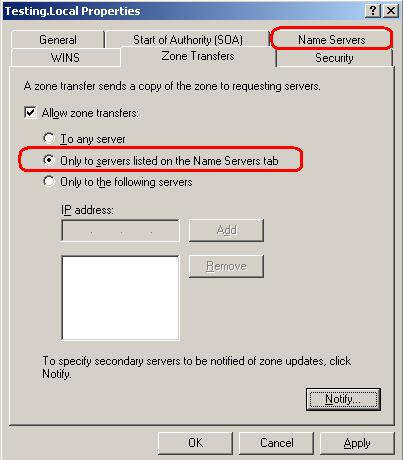 Testing.Local Properties
General
Start of Authority (SOA)
Name Servers
WINS
Zone Transfers
Security
A zone transfer sends a copy of the zone to requesting servers.
Allow zone transfers:
To any server
Only to servers listed on the Name Servers tab
Only to the following servers
IP address:
. . .
Add
Remove
To specify secondary servers to be notified of zone updates, click
Notify.
Notify...
OK
Cancel
Apply